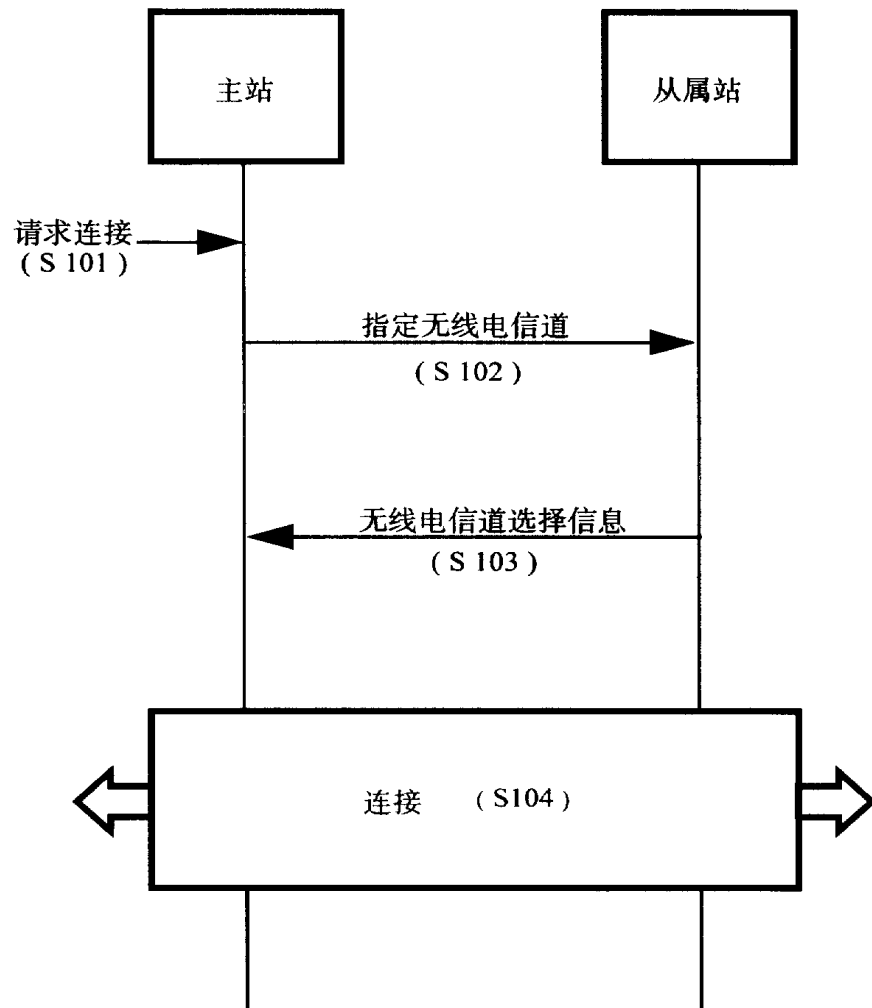 主站
从属站
请求连接
( S 101 )
指定无线电信道
( S 102 )
无线电信道选择信息
( S 103 )
连接 ( S104 )